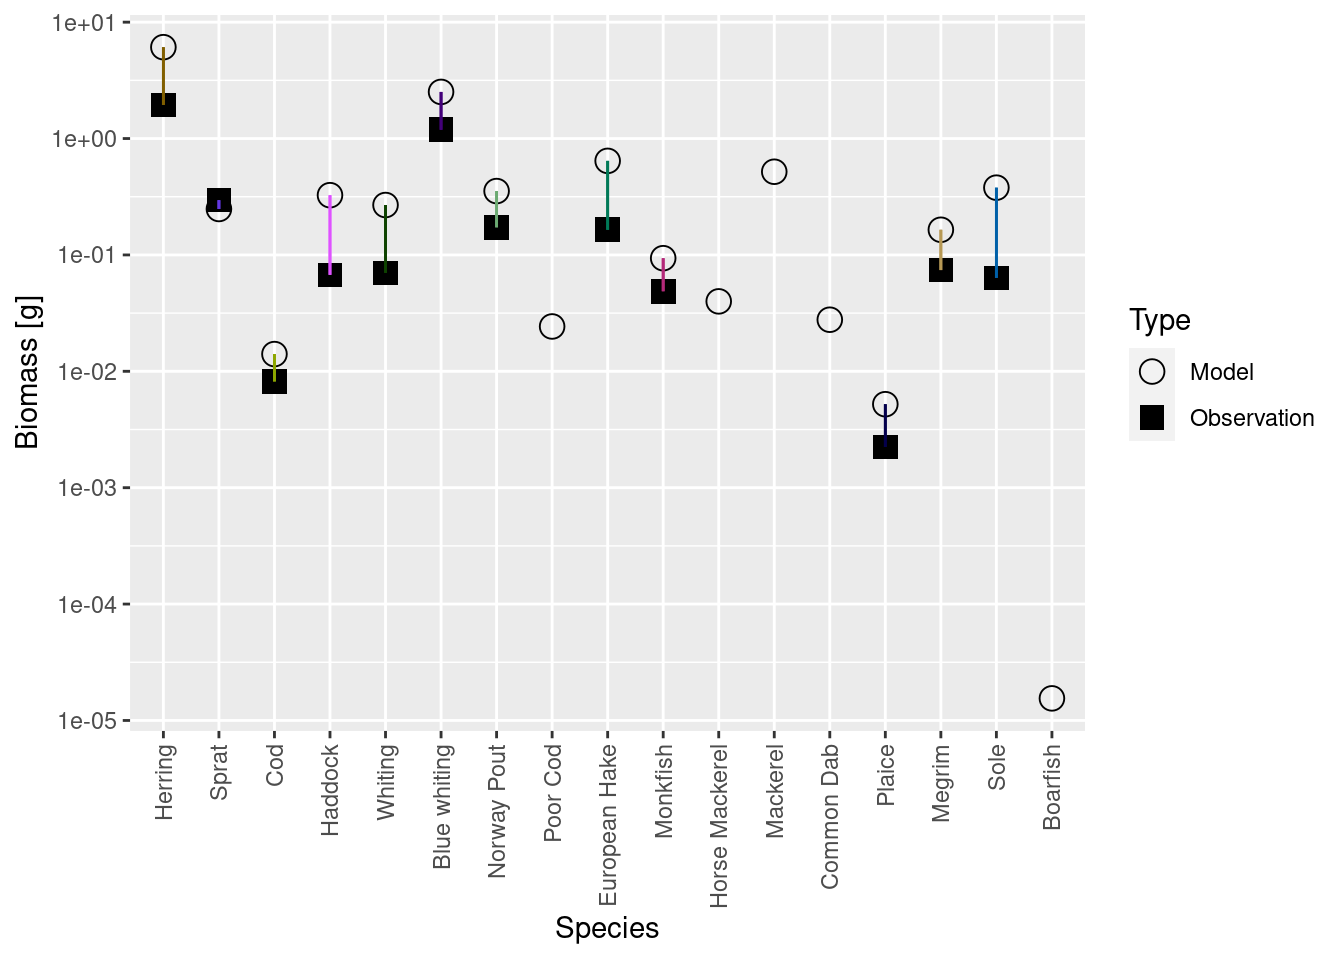 1e+01
1e+00
1e-01
1e-02
1e-03
1e-04
1e-05
Biomass [g]
Herring
Sprat
Cod
Haddock
Whiting
Blue whiting
Norway Pout
Poor Cod
European Hake
Monkfish
Horse Mackerel
Mackerel
Common Dab
Plaice
Megrim
Sole
Boarfish
Species
Type
Model
Observation